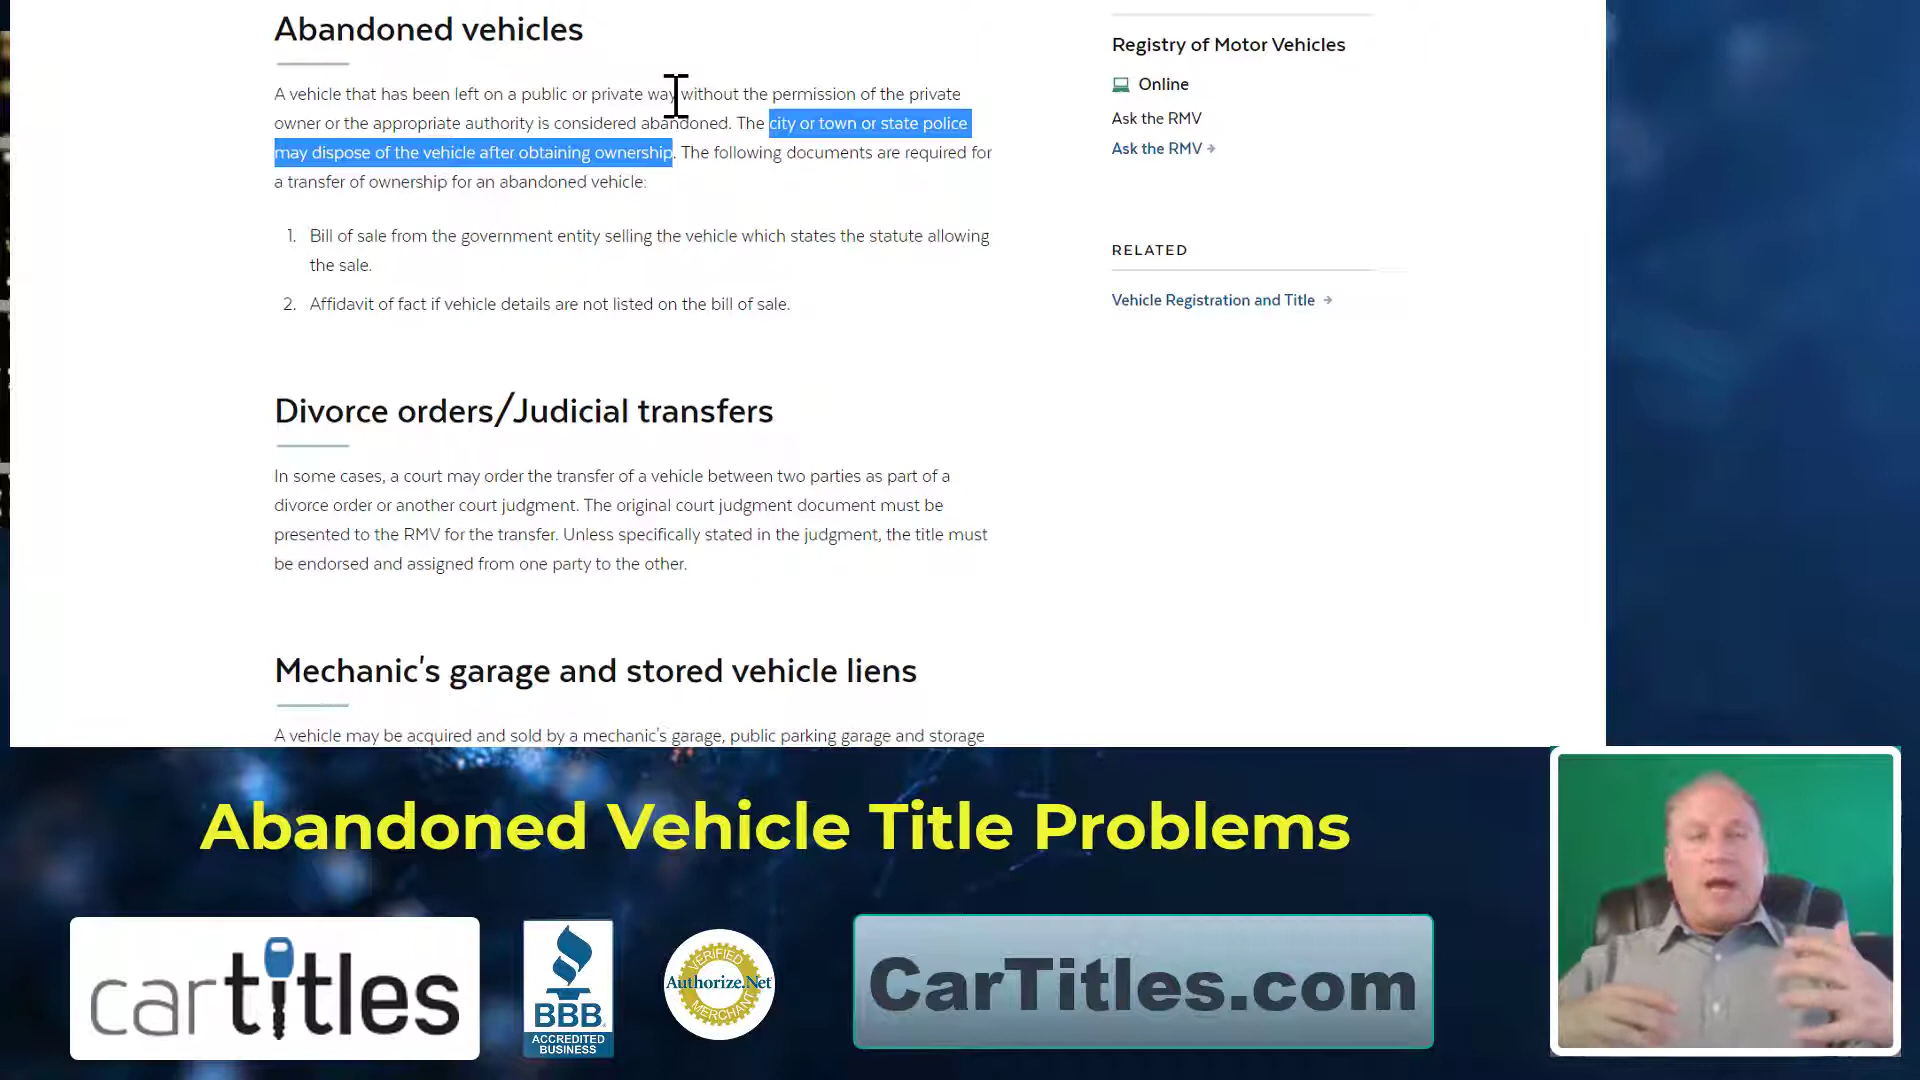 Abandoned vehicles
A vehicle that has been left on a public or private way without the permission of the private
owner or the appropriate authority is considered abandoned. The city or town or state police
may dispose of the vehicle after obtaining ownership. The following documents are required for
a transfer of ownership for an abandoned vehicle:
1. Bill of sale from the government entity selling the vehicle which states the statute allowing
the sale.
2. Affidavit of fact if vehicle details are not listed on the bill of sale.
Divorce orders/Judicial transfers
In some cases, a court may order the transfer of a vehicle between two parties as part of a
divorce order or another court judgment. The original court judgment document must be
presented to the RMV for the transfer. Unless specifically stated in the judgment, the title must
be endorsed and assigned from one party to the other.
Mechanic's garage and stored vehicle liens
A vehicle may be acquired and sold by a mechanic's garage, public parking garage and storage
Registry of Motor Vehicles
Online
Ask the RMV
Ask the RMV
RELATED
Vehicle Registration and Title
Abandoned Vehicle Title Problems
cartitles
BBB
ACCREDITED
BUSINESS
VERIFIED
Authorize.Net
MERCHANT
CarTitles.com